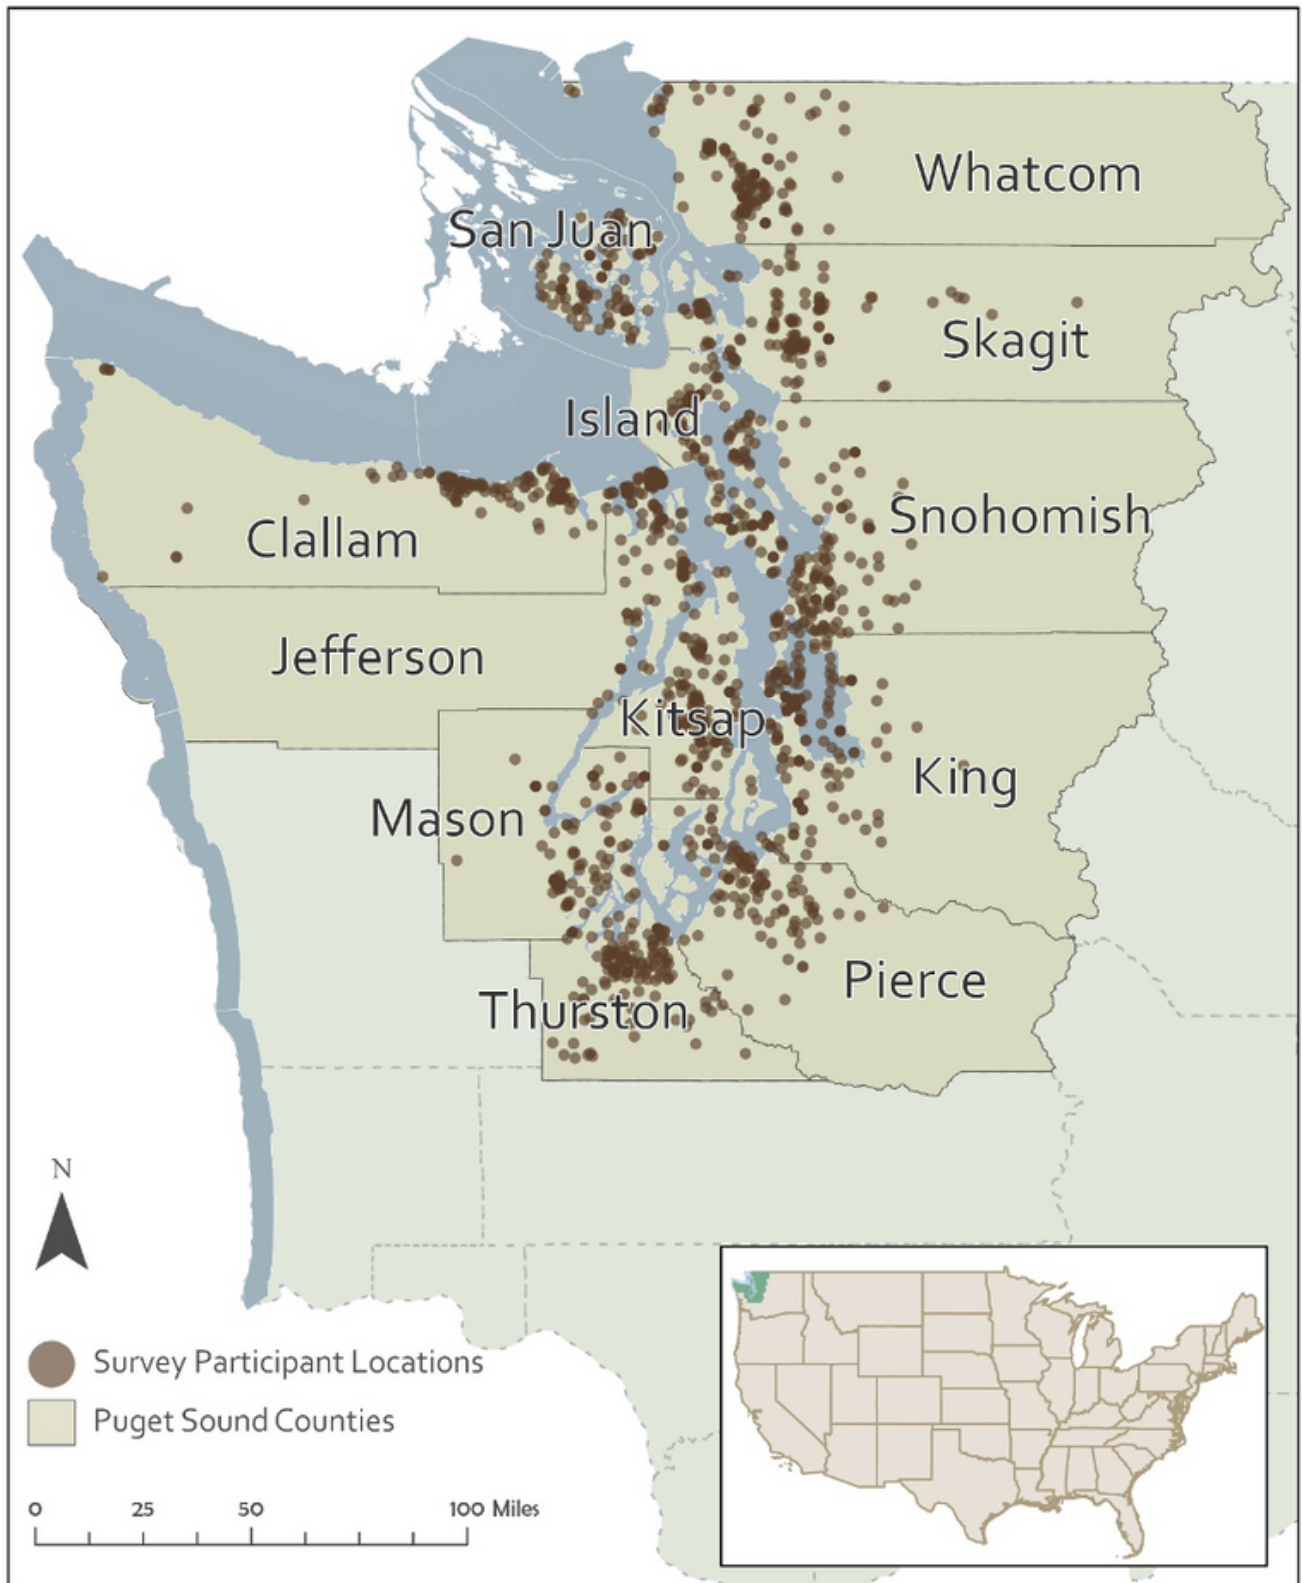 Whatcom
San Juan
Skagit
Island
Snohomish
Clallam
Jefferson
Kitsap
King
Mason
Pierce
Thurston
N
Survey Participant Locations
Puget Sound Counties
0 25 50 100 Miles